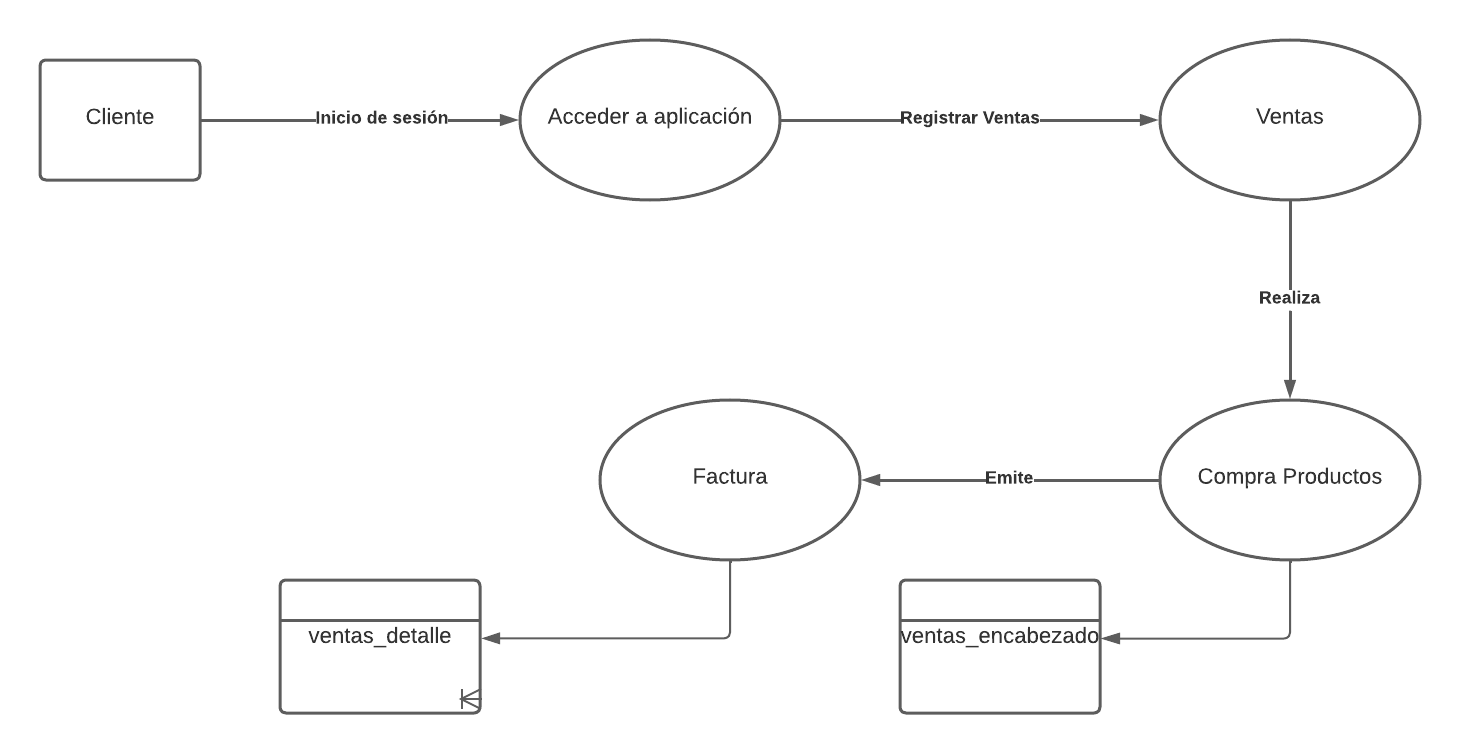 Cliente
Inicio de sesión
Acceder a aplicación
Registrar Ventas
Ventas
Realiza
Factura
Emite
Compra Productos
ventas_detalle
ventas_encabezado